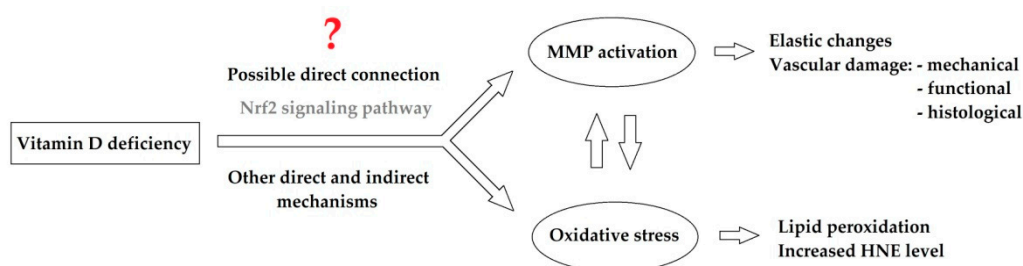 ?
Possible direct connection
Nrf2 signaling pathway
Vitamin D deficiency
Other direct and indirect
mechanisms
MMP activation
Elastic changes
Vascular damage: - mechanical
- functional
- histological
Oxidative stress
Lipid peroxidation
Increased HNE level